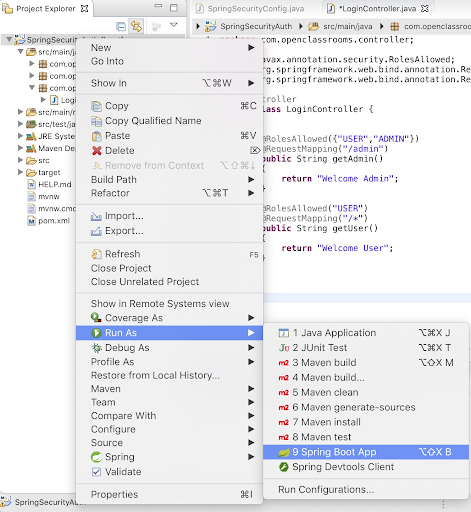 Project Explorer
SpringSecurityConfig.java
*LoginController.java
SpringSecurityAuth
src/main/java
com.openclassrooms
SpringSecurityAuth
src/main/ja
com.op
com.op
com.op
Logi
src/main/r
src/test/ja
JRE System
Maven De
src
target
HELP.md
mvnw
mvnw.cmd
pom.xml
com.openclassrooms.controller;
avax.annotation.security.RolesAllowed;
rg.springframework.web.bind.annotation.Re
rg.springframework.web.bind.annotation.Re
ntroller
lass LoginController {
RolesAllowed({"USER","ADMIN"})
RequestMapping("/admin")
public String getAdmin()
{
return "Welcome Admin";
}
RolesAllowed("USER")
RequestMapping("/*")
public String getUser()
{
return "Welcome User";
}
New
Go Into
Show In ⌥⌘W
Copy ⌘C
Copy Qualified Name
Paste ⌘V
Delete ⌦
Remove from Context ⌥⇧⌘↓
Build Path
Refactor ⌥⌘T
Import...
Export...
Refresh F5
Close Project
Close Unrelated Project
Show in Remote Systems view
Coverage As
Run As
Debug As
Profile As
Restore from Local History...
Maven
Team
Compare With
Configure
Source
Spring
Validate
Properties ⌘I
1 Java Application ⌥⌘X J
2 JUnit Test ⌥⌘X T
3 Maven build ⌥⇧X M
4 Maven build...
5 Maven clean
6 Maven generate-sources
7 Maven install
8 Maven test
9 Spring Boot App ⌥⇧X B
Spring Devtools Client
Run Configurations...
SpringSecurityAuth